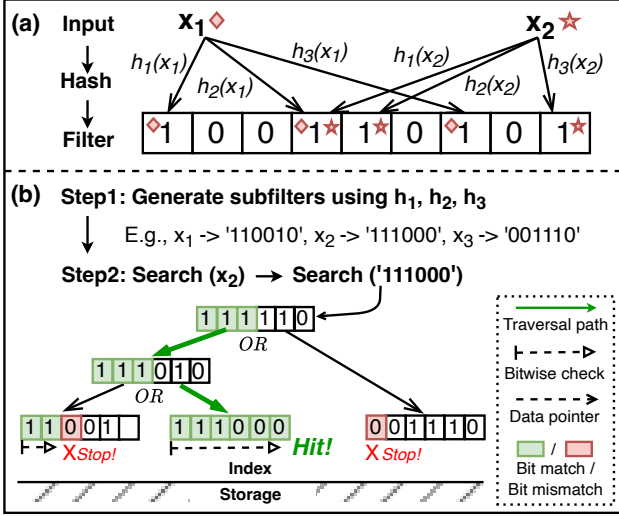 (a) Input x1 x2
h1(x1) h2(x1) h3(x1) h1(x2) h2(x2) h3(x2)
Hash
Filter 1 0 0 1 1 0 1 0 1
(b) Step1: Generate subfilters using h1, h2, h3
E.g., x1 -> '110010', x2 -> '111000', x3 -> '001110'
Step2: Search (x2) → Search ('111000')
1 1 1 1 1 0
OR
1 1 1 0 1 0
OR
1 1 0 0 1
1 1 1 0 0 0
0 0 1 1 1 0
X Stop!
Hit!
X Stop!
Index
Storage
Traversal path
Bitwise check
Data pointer
/
Bit match /
Bit mismatch